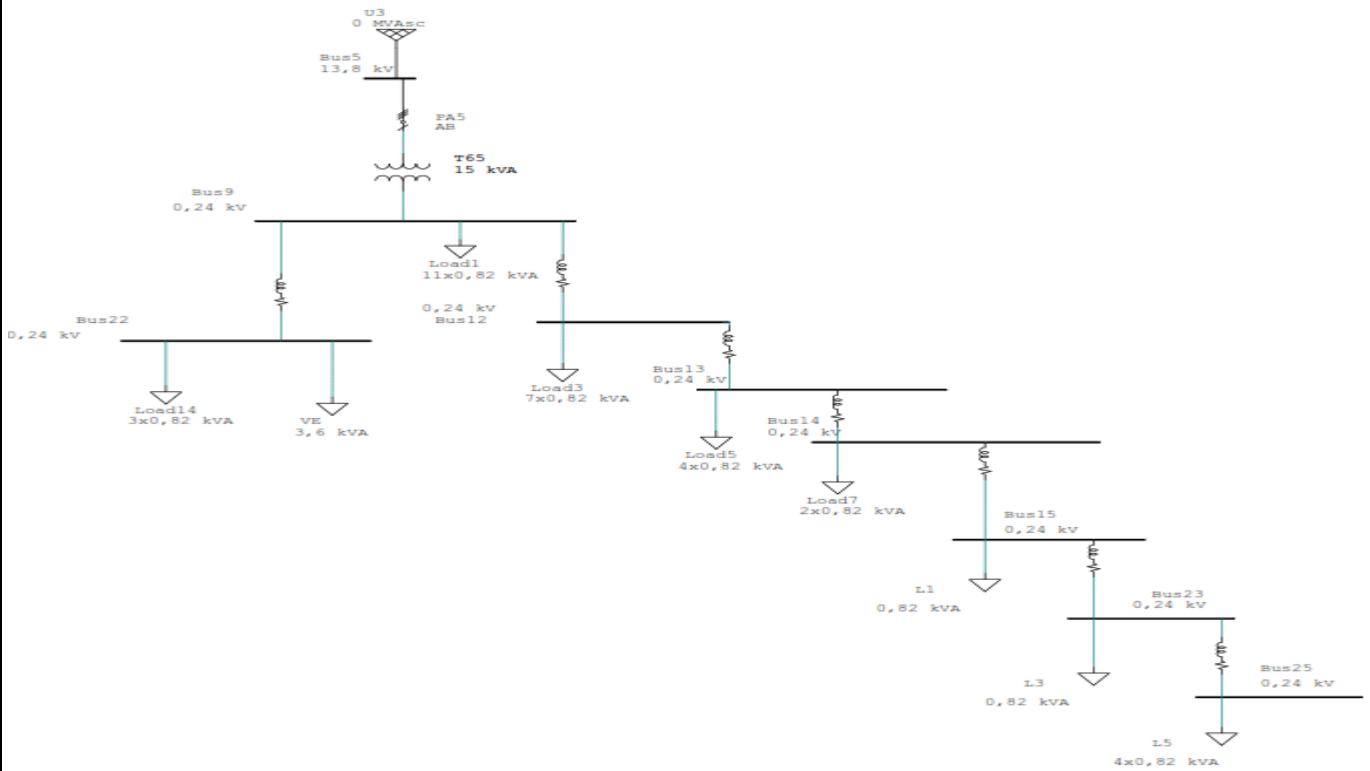 U3
0 MVAsc
Bus5
13,8 kV
PA5
AB
T65
15 kVA
Bus9
0,24 kV
Load1
11x0,82 kVA
0,24 kV
Bus12
Bus22
0,24 kV
Load14
3x0,82 kVA
VE
3,6 kVA
Load3
7x0,82 kVA
Bus13
0,24 kV
Load5
4x0,82 kVA
Bus14
0,24 kV
Load7
2x0,82 kVA
Bus15
0,24 kV
L1
0,82 kVA
Bus23
0,24 kV
L3
0,82 kVA
Bus25
0,24 kV
L5
4x0,82 kVA